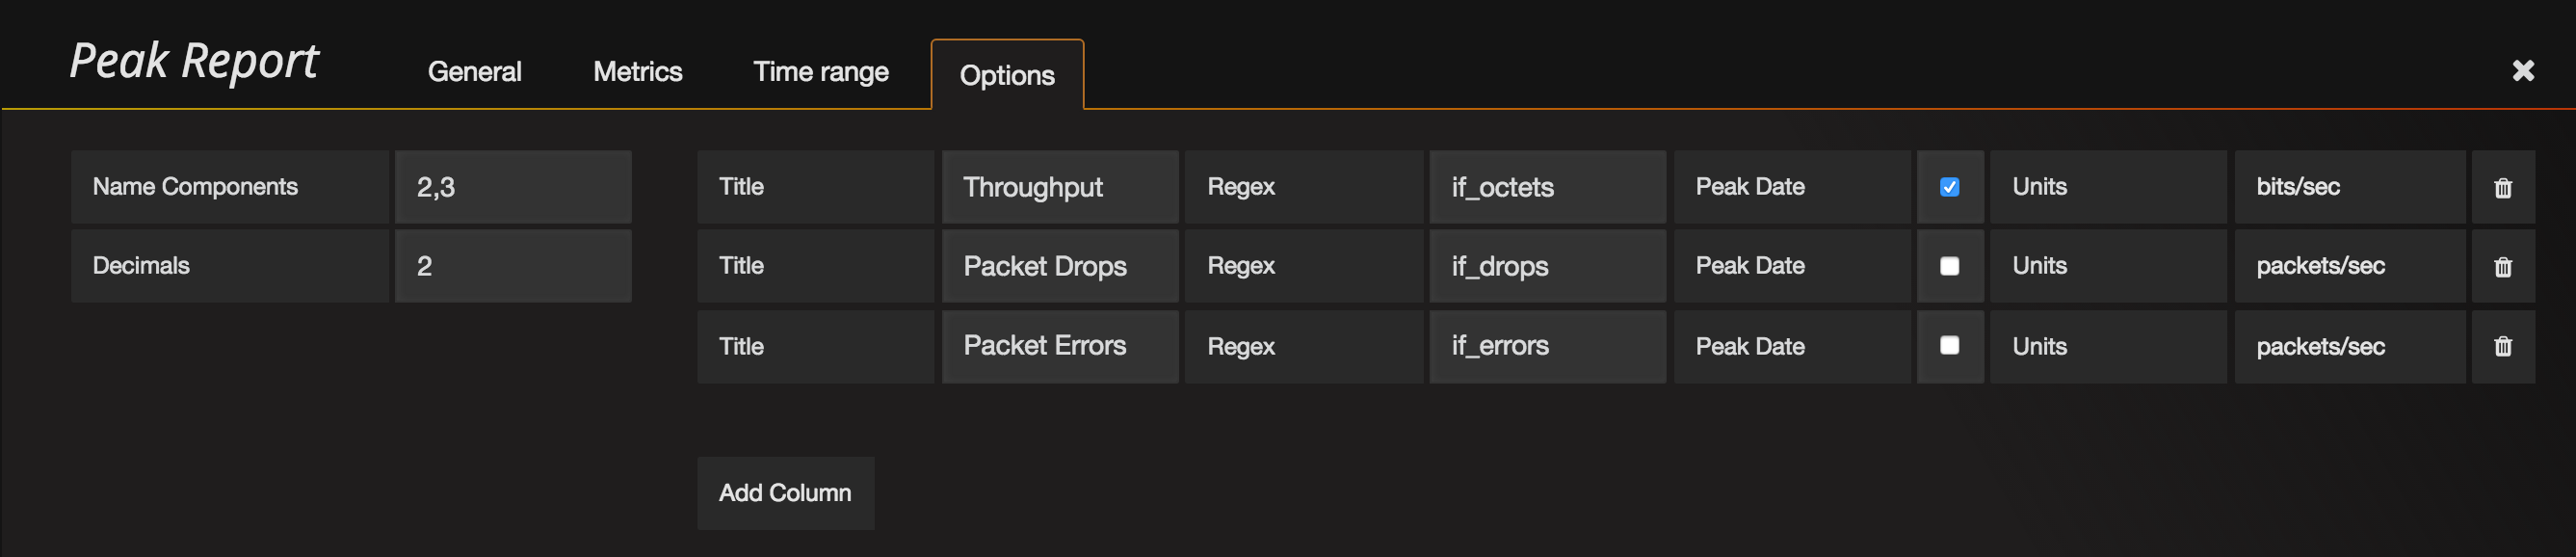 Peak Report General Metrics Time range Options
Name Components 2,3 Title Throughput Regex if_octets Peak Date Units bits/sec
Decimals 2 Title Packet Drops Regex if_drops Peak Date Units packets/sec
Title Packet Errors Regex if_errors Peak Date Units packets/sec
Add Column